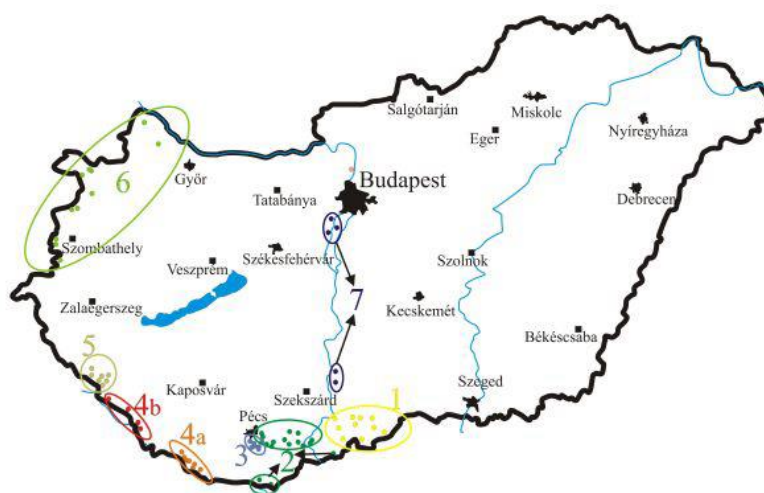 Salgótarján
Miskolc
Eger
Nyíregyháza
6
Győr
Tatabánya
Budapest
Debrecen
Szombathely
Veszprém
Székesfehérvár
Szolnok
Zalaegerszeg
7
Kecskemét
Békéscsaba
5
Kaposvár
Szekszárd
Szeged
4b
1
Pécs
4a
3
2